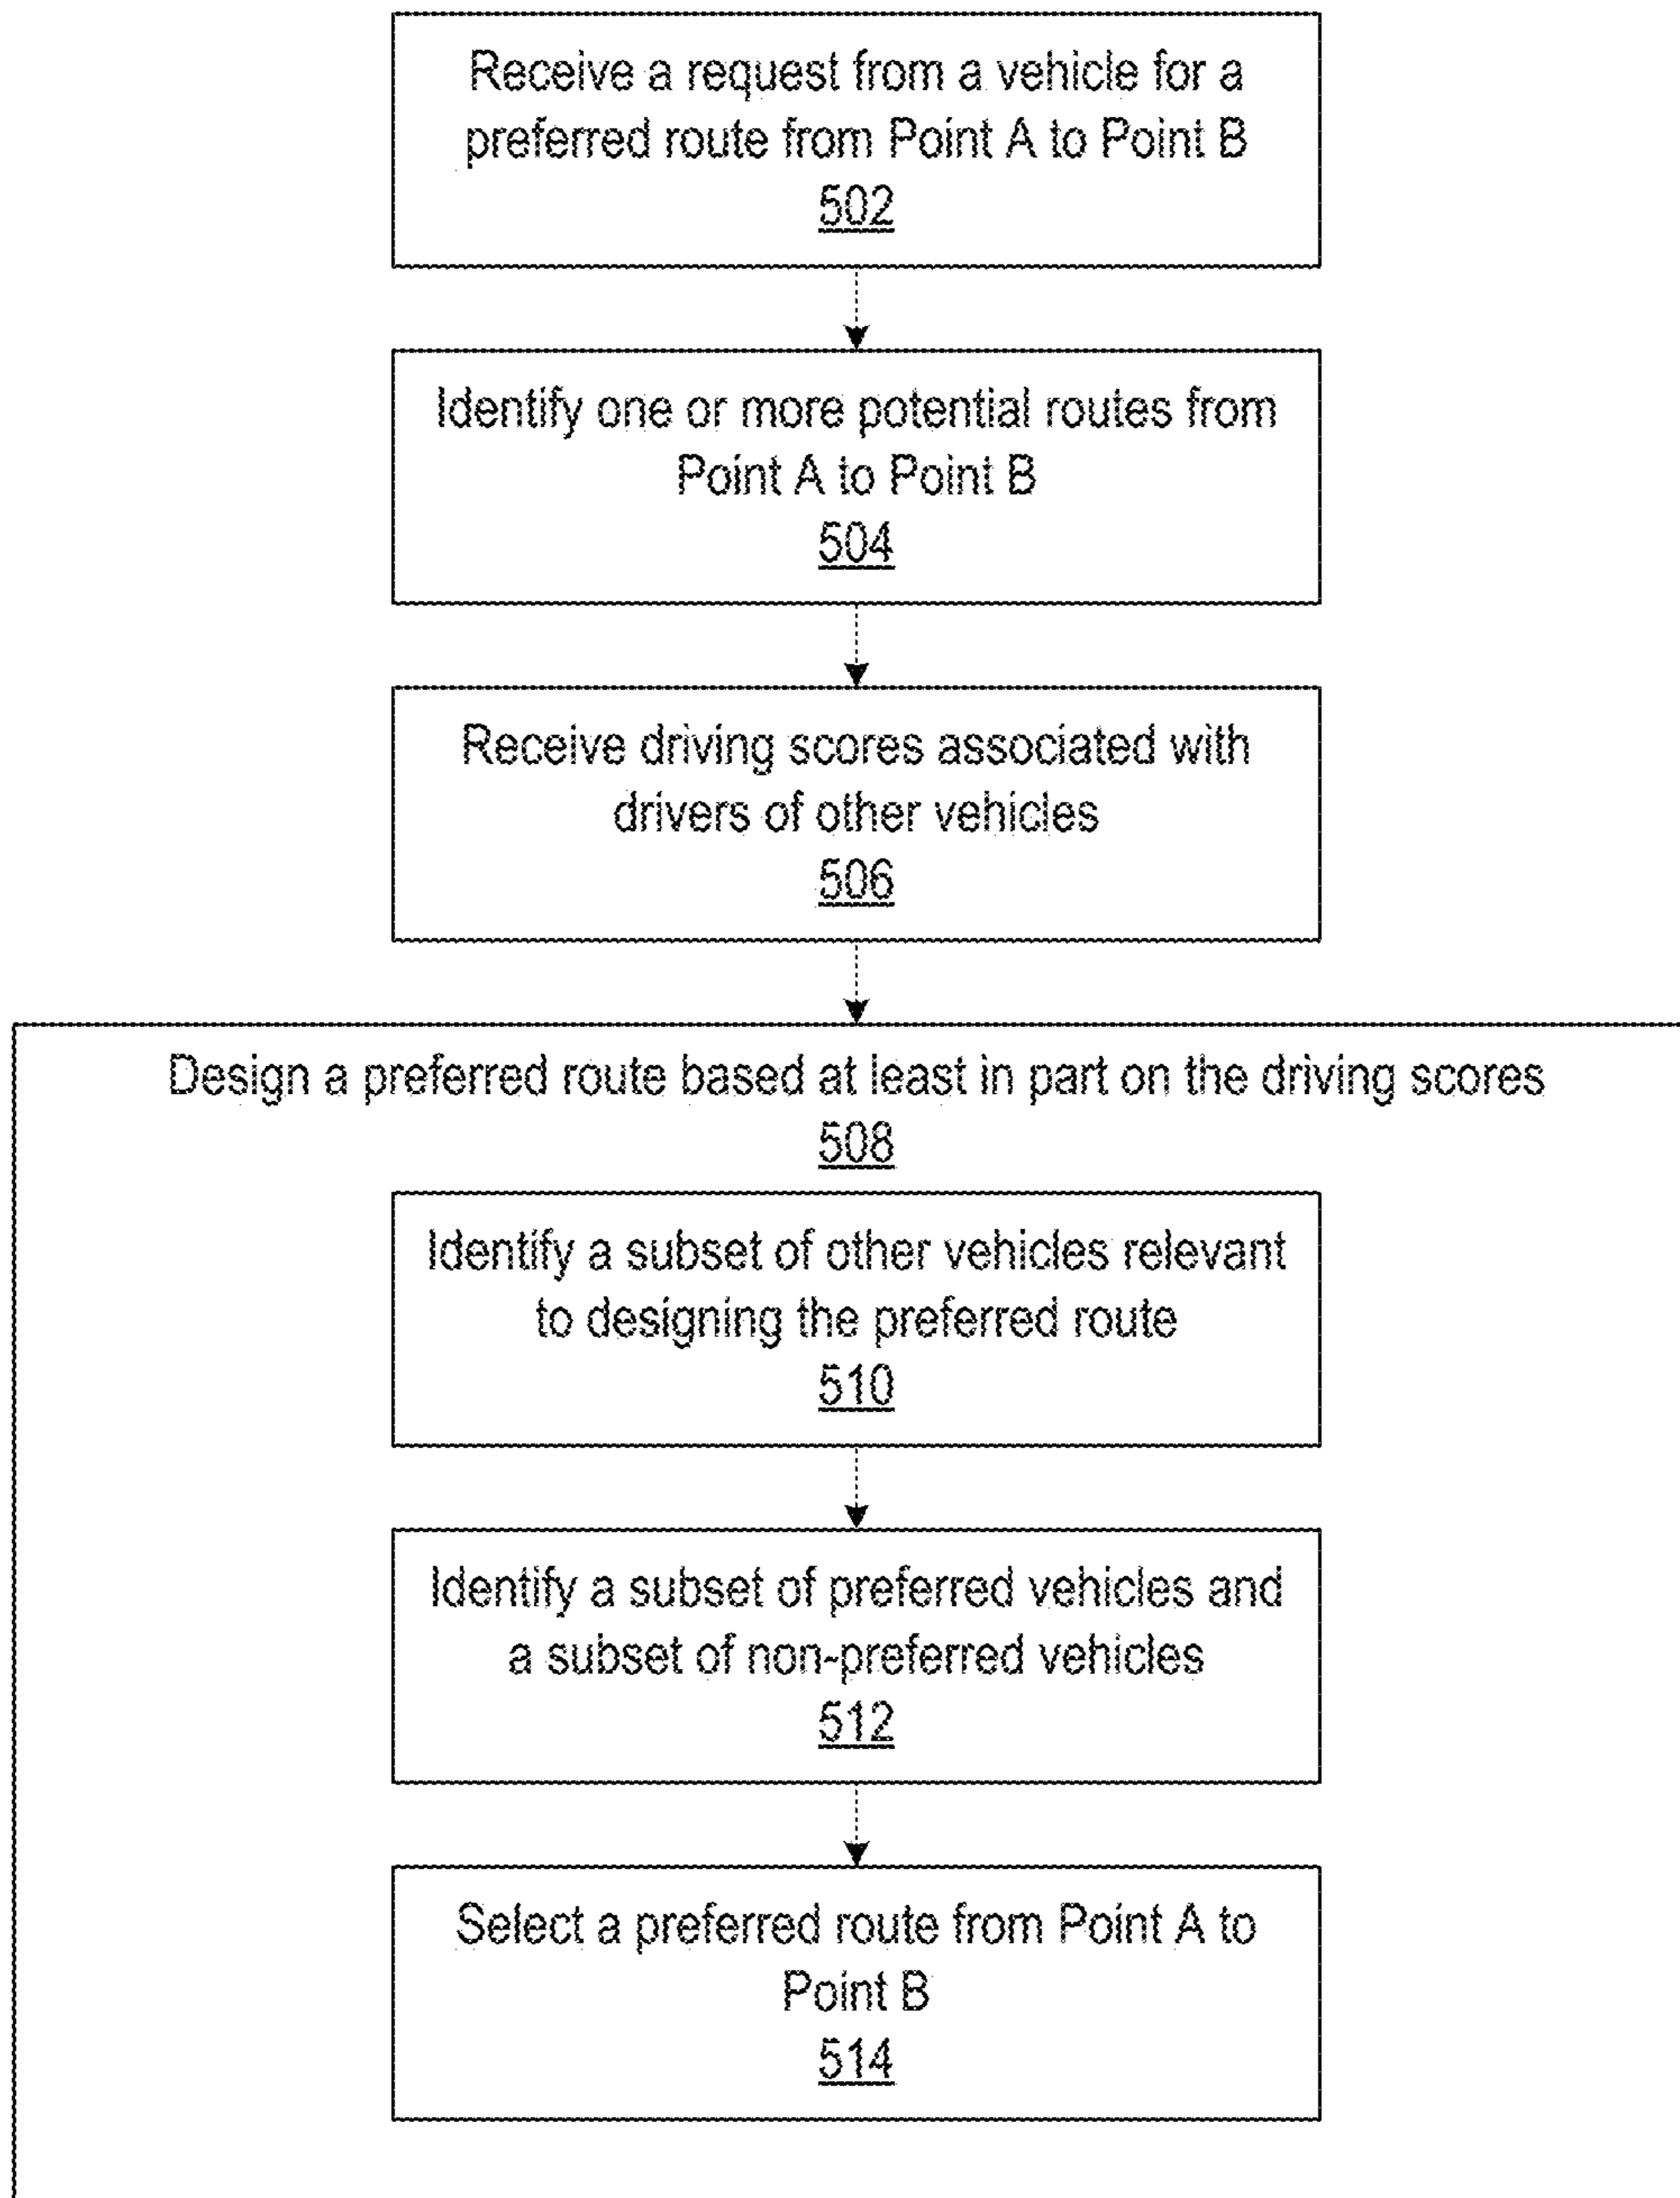 Receive a request from a vehicle for a
preferred route from Point A to Point B
502
Identify one or more potential routes from
Point A to Point B
504
Receive driving scores associated with
drivers of other vehicles
506
Design a preferred route based at least in part on the driving scores
508
Identify a subset of other vehicles relevant
to designing the preferred route
510
Identify a subset of preferred vehicles and
a subset of non-preferred vehicles
512
Select a preferred route from Point A to
Point B
514